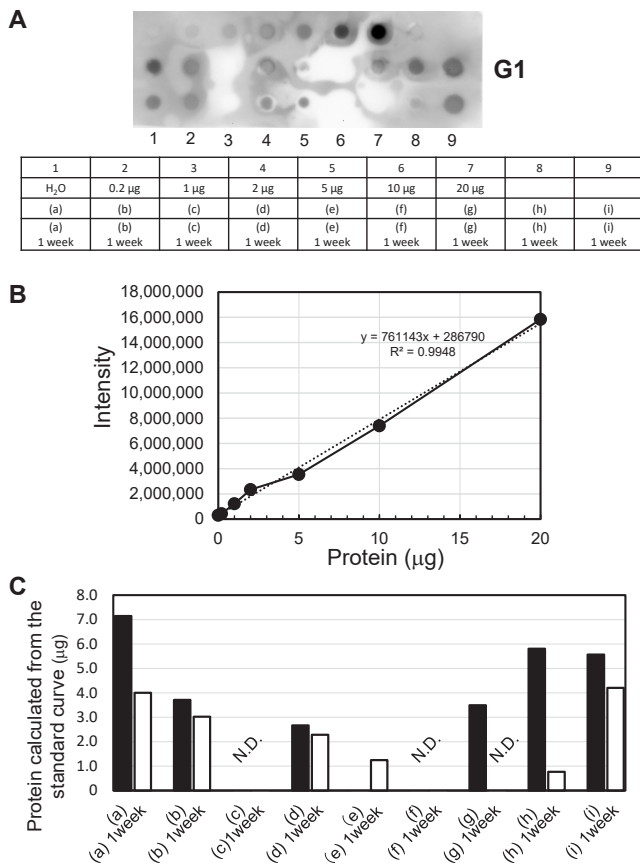 A
G1
1 2 3 4 5 6 7 8 9
1 2 3 4 5 6 7 8 9
H₂O 0.2 µg 1 µg 2 µg 5 µg 10 µg 20 µg
(a) (b) (c) (d) (e) (f) (g) (h) (i)
(a) (b) (c) (d) (e) (f) (g) (h) (i)
1 week 1 week 1 week 1 week 1 week 1 week 1 week 1 week 1 week
B
18,000,000
16,000,000
14,000,000
12,000,000
10,000,000
8,000,000
6,000,000
4,000,000
2,000,000
0
Intensity
y = 761143x + 286790
R² = 0.9948
0 5 10 15 20
Protein (µg)
C
8.0
7.0
6.0
5.0
4.0
3.0
2.0
1.0
0
Protein calculated from the
standard curve (µg)
N.D. N.D. N.D.
(a)
(a) 1week
(b)
(b) 1week
(c)
(c) 1week
(d)
(d) 1week
(e)
(e) 1week
(f)
(f) 1week
(g)
(g) 1week
(h)
(h) 1week
(i)
(i) 1week